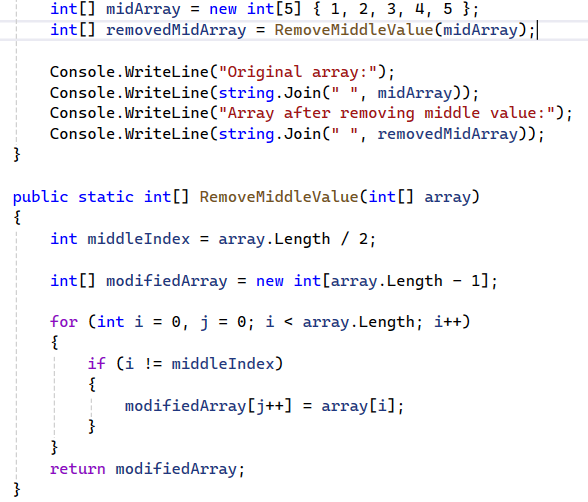 int[] midArray = new int[5] { 1, 2, 3, 4, 5 };
int[] removedMidArray = RemoveMiddleValue(midArray);
Console.WriteLine("Original array:");
Console.WriteLine(string.Join(" ", midArray));
Console.WriteLine("Array after removing middle value:");
Console.WriteLine(string.Join(" ", removedMidArray));
}
public static int[] RemoveMiddleValue(int[] array)
{
int middleIndex = array.Length / 2;
int[] modifiedArray = new int[array.Length - 1];
for (int i = 0, j = 0; i < array.Length; i++)
{
if (i != middleIndex)
{
modifiedArray[j++] = array[i];
}
}
return modifiedArray;
}